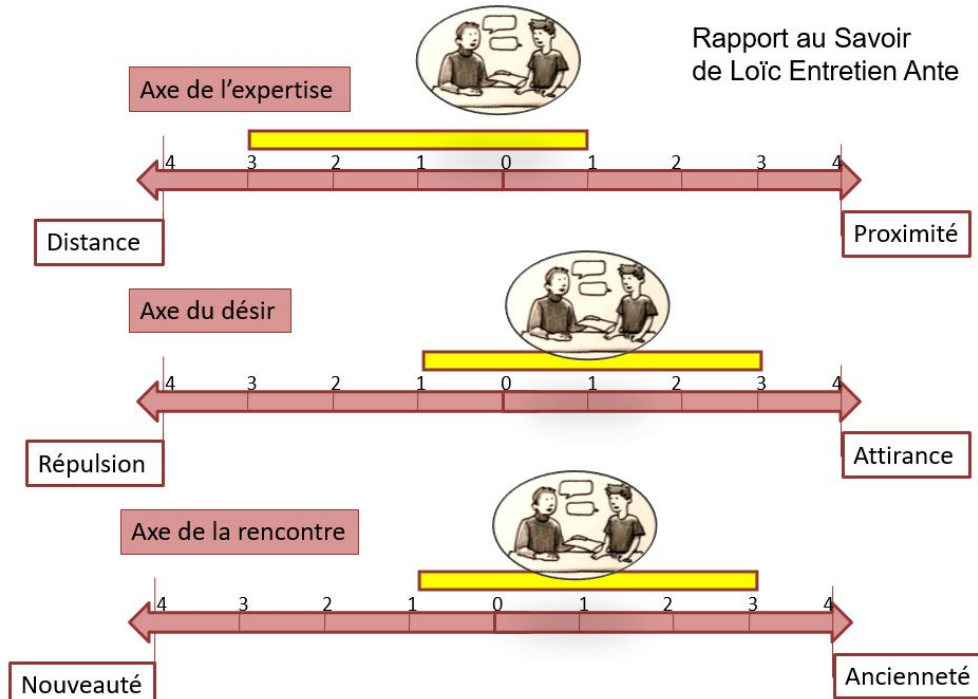 Rapport au Savoir
de Loïc Entretien Ante
Axe de l'expertise
4 3 2 1 0 1 2 3 4
Distance
Proximité
Axe du désir
4 3 2 1 0 1 2 3 4
Répulsion
Attirance
Axe de la rencontre
4 3 2 1 0 1 2 3 4
Nouveauté
Ancienneté